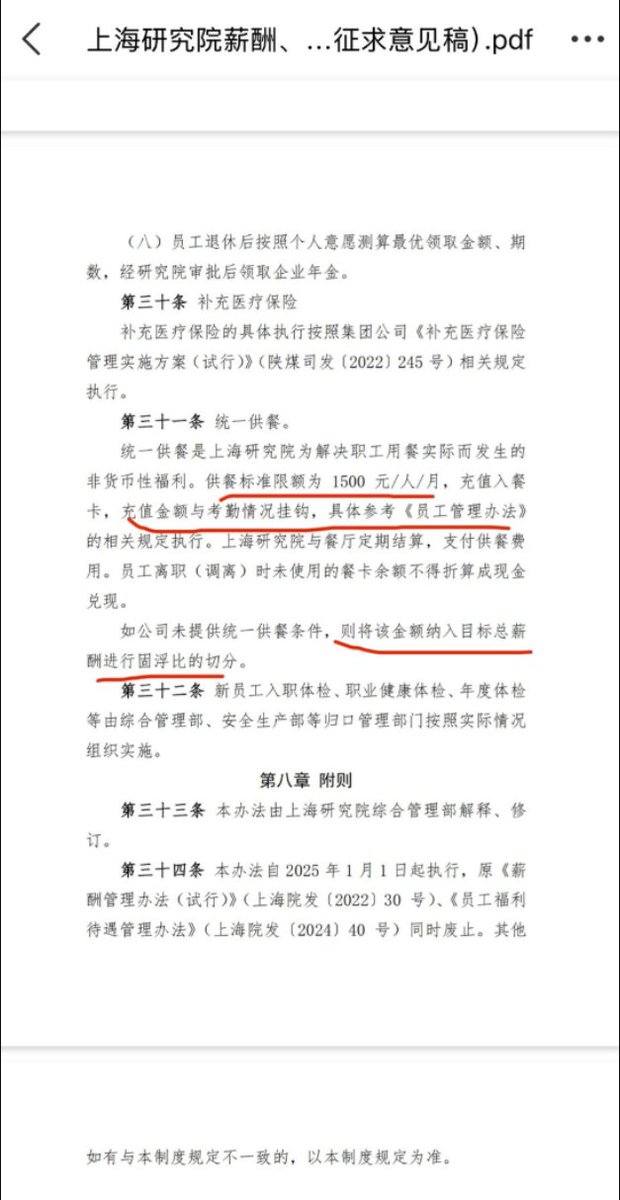 上海研究院薪酬、...征求意见稿).pdf
（八）员工退休后按照个人意愿测算最优领取金额、期
数，经研究院审批后领取企业年金。
第三十条 补充医疗保险
补充医疗保险的具体执行按照集团公司《补充医疗保险
管理实施方案（试行）》（陕煤司发〔2022〕245 号）相关规定
执行。
第三十一条 统一供餐。
统一供餐是上海研究院为解决职工用餐实际而发生的
非货币性福利。供餐标准限额为 1500 元/人/月，充值入餐
卡，充值金额与考勤情况挂钩，具体参考《员工管理办法》
的相关规定执行。上海研究院与餐厅定期结算，支付供餐费
用。员工离职（调离）时未使用的餐卡余额不得折算成现金
兑现。
如公司未提供统一供餐条件，则将该金额纳入目标总薪
酬进行固浮比的切分。
第三十二条 新员工入职体检、职业健康体检、年度体检
等由综合管理部、安全生产部等归口管理部门按照实际情况
组织实施。
第八章 附则
第三十三条 本办法由上海研究院综合管理部解释、修
订。
第三十四条 本办法自 2025 年 1 月 1 日起执行，原《薪
酬管理办法（试行）》（上海院发〔2022〕30 号）、《员工福利
待遇管理办法》（上海院发〔2024〕40 号）同时废止。其他
如有与本制度规定不一致的，以本制度规定为准。